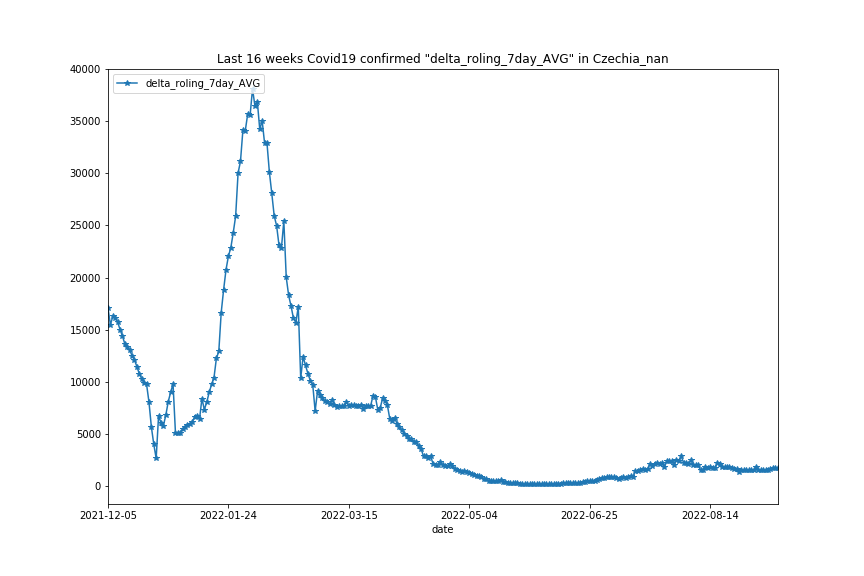 Last 16 weeks Covid19 confirmed "delta_roling_7day_AVG" in Czechia_nan
delta_roling_7day_AVG
40000
35000
30000
25000
20000
15000
10000
5000
0
2021-12-05 2022-01-24 2022-03-15 2022-05-04 2022-06-25 2022-08-14
date